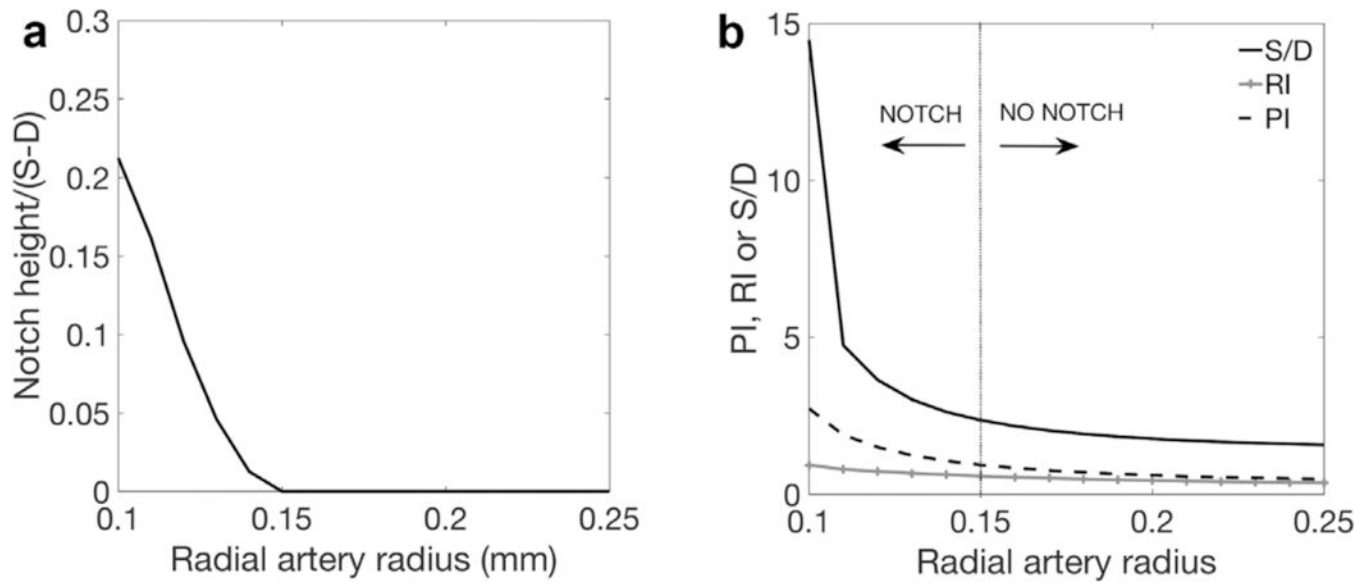 a
0.3
0.25
0.2
0.15
0.1
0.05
0
Notch height/(S-D)
0.1
0.15
0.2
0.25
Radial artery radius (mm)
b
15
10
5
0
PI, RI or S/D
S/D
RI
PI
NOTCH
NO NOTCH
0.1
0.15
0.2
0.25
Radial artery radius